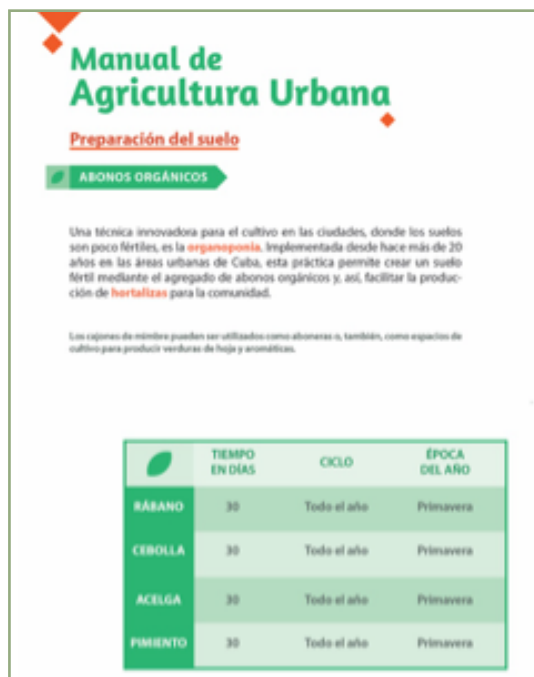 Manual de
Agricultura Urbana
Preparación del suelo
ABONOS ORGÁNICOS
Una técnica innovadora para el cultivo en las ciudades, donde los suelos
son poco fértiles, es la organoponia. Implementada desde hace más de 20
años en las áreas urbanas de Cuba, esta práctica permite crear un suelo
fértil mediante el agregado de abonos orgánicos y, así, facilitar la produc-
ción de hortalizas para la comunidad.
Los cajones de mimbre pueden ser utilizados como aboneras o, también, como espacios de
cultivo para producir verduras de hoja y aromáticas.
TIEMPO EN DÍAS CICLO ÉPOCA DEL AÑO
RÁBANO 30 Todo el año Primavera
CEBOLLA 30 Todo el año Primavera
ACELGA 30 Todo el año Primavera
PIMIENTO 30 Todo el año Primavera